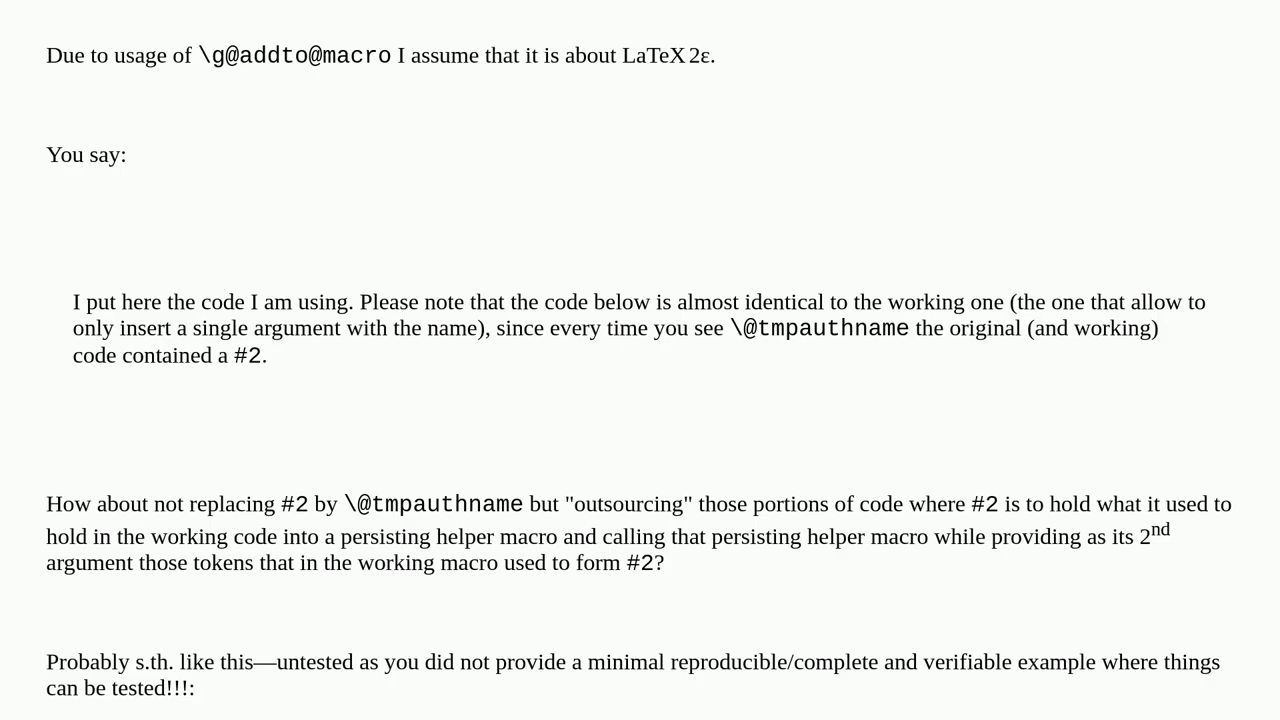 Due to usage of \g@addto@macro I assume that it is about LaTeX 2ε.
You say:
I put here the code I am using. Please note that the code below is almost identical to the working one (the one that allow to
only insert a single argument with the name), since every time you see \@tmpauthname the original (and working)
code contained a #2.
How about not replacing #2 by \@tmpauthname but "outsourcing" those portions of code where #2 is to hold what it used to
hold in the working code into a persisting helper macro and calling that persisting helper macro while providing as its 2nd
argument those tokens that in the working macro used to form #2?
Probably s.th. like this—untested as you did not provide a minimal reproducible/complete and verifiable example where things
can be tested!!!: